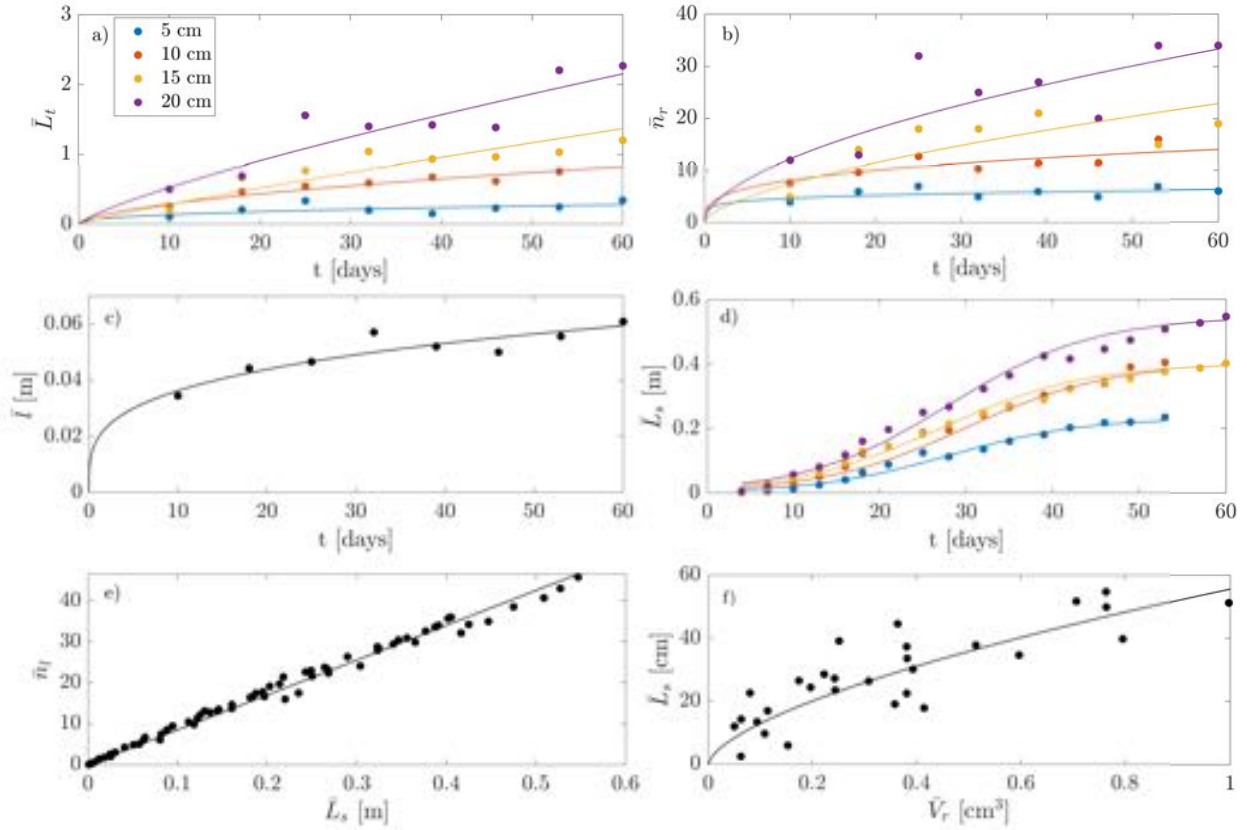 a)
5 cm
10 cm
15 cm
20 cm
3
2
1
0
L̄t
0 10 20 30 40 50 60
t [days]
b)
40
30
20
10
0
n̄r
0 10 20 30 40 50 60
t [days]
c)
0.06
0.04
0.02
0
l̄ [m]
0 10 20 30 40 50 60
t [days]
d)
0.6
0.4
0.2
0
L̄s [m]
0 10 20 30 40 50 60
t [days]
e)
40
30
20
10
0
n̄l
0 0.1 0.2 0.3 0.4 0.5 0.6
L̄s [m]
f)
60
40
20
0
L̄s [cm]
0 0.2 0.4 0.6 0.8 1
V̄r [cm³]